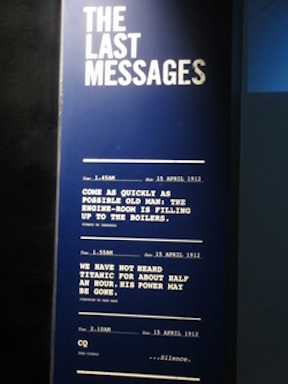 THE
LAST
MESSAGES
Time 1.45AM Date 15 APRIL 1912
COME AS QUICKLY AS
POSSIBLE OLD MAN: THE
ENGINE-ROOM IS FILLING
UP TO THE BOILERS.
Time 1.55AM Date 15 APRIL 1912
WE HAVE NOT HEARD
TITANIC FOR ABOUT HALF
AN HOUR. HIS POWER MAY
BE GONE.
Time 2.10AM Date 15 APRIL 1912
CQ
...Silence.